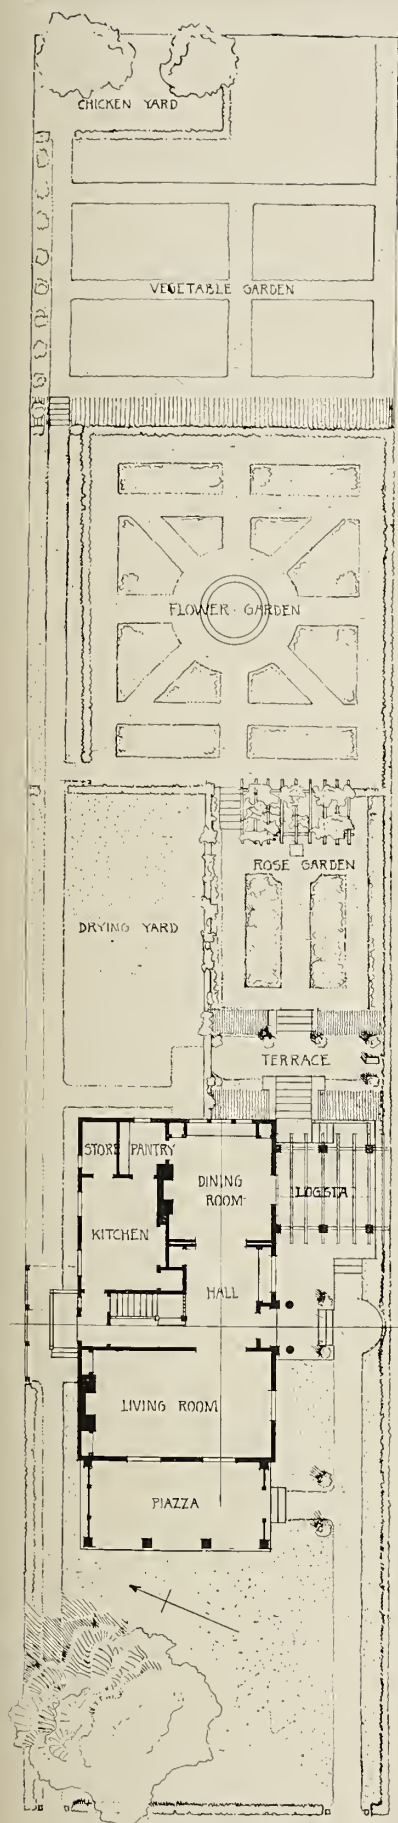 CHICKEN YARD
VEGETABLE GARDEN
FLOWER · GARDEN
ROSE GARDEN
DRYING YARD
TERRACE
STORE
PANTRY
DINING
ROOM
LOGGIA
KITCHEN
HALL
LIVING ROOM
PIAZZA